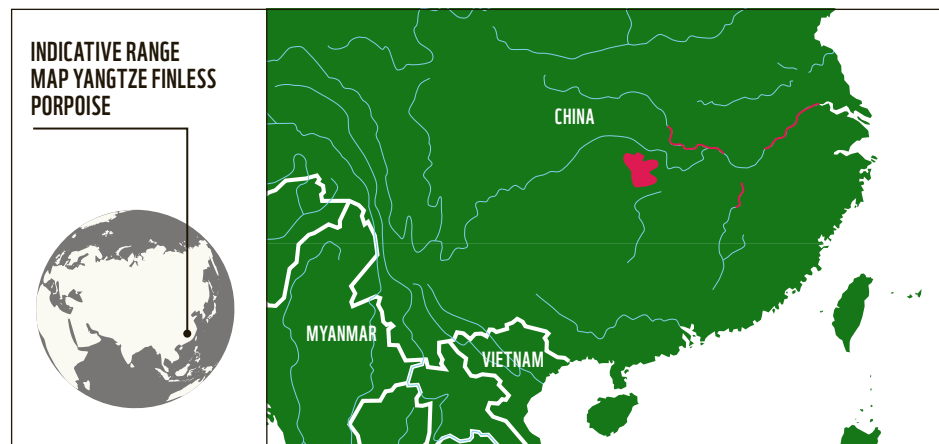 INDICATIVE RANGE
MAP YANGTZE FINLESS
PORPOISE
CHINA
MYANMAR
VIETNAM